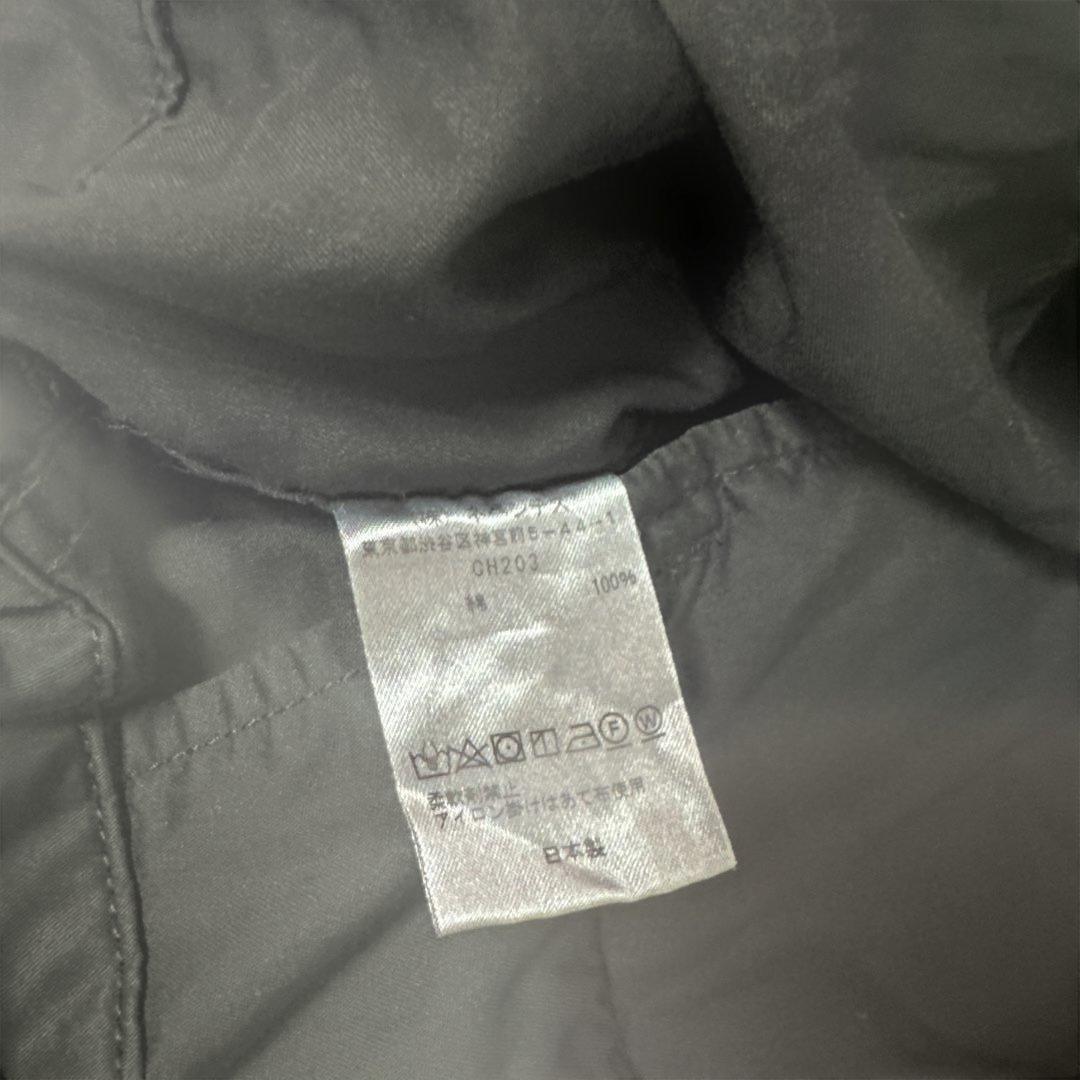 東京都渋谷区神宮前5-44-1
CH203
綿 100%
F W
柔軟剤禁止
アイロン掛けはあて布使用
日本製